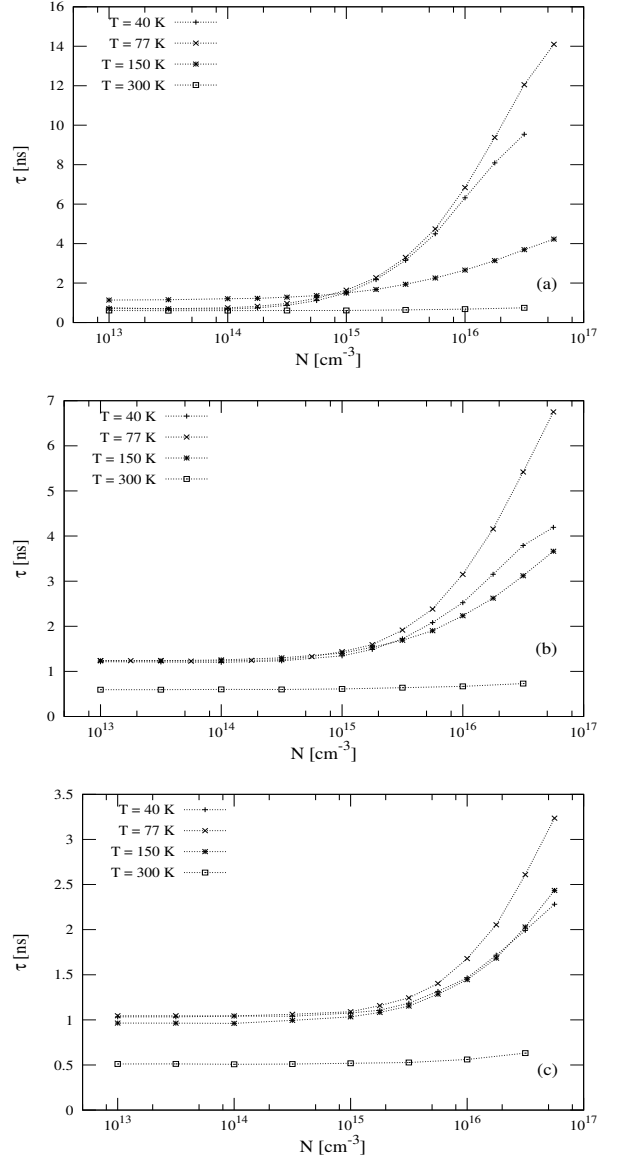 16
14
12
10
8
6
4
2
0
τ [ns]
T = 40 K
T = 77 K
T = 150 K
T = 300 K
(a)
10^13 10^14 10^15 10^16 10^17
N [cm^-3]
7
6
5
4
3
2
1
0
τ [ns]
T = 40 K
T = 77 K
T = 150 K
T = 300 K
(b)
10^13 10^14 10^15 10^16 10^17
N [cm^-3]
3.5
3
2.5
2
1.5
1
0.5
0
τ [ns]
T = 40 K
T = 77 K
T = 150 K
T = 300 K
(c)
10^13 10^14 10^15 10^16 10^17
N [cm^-3]